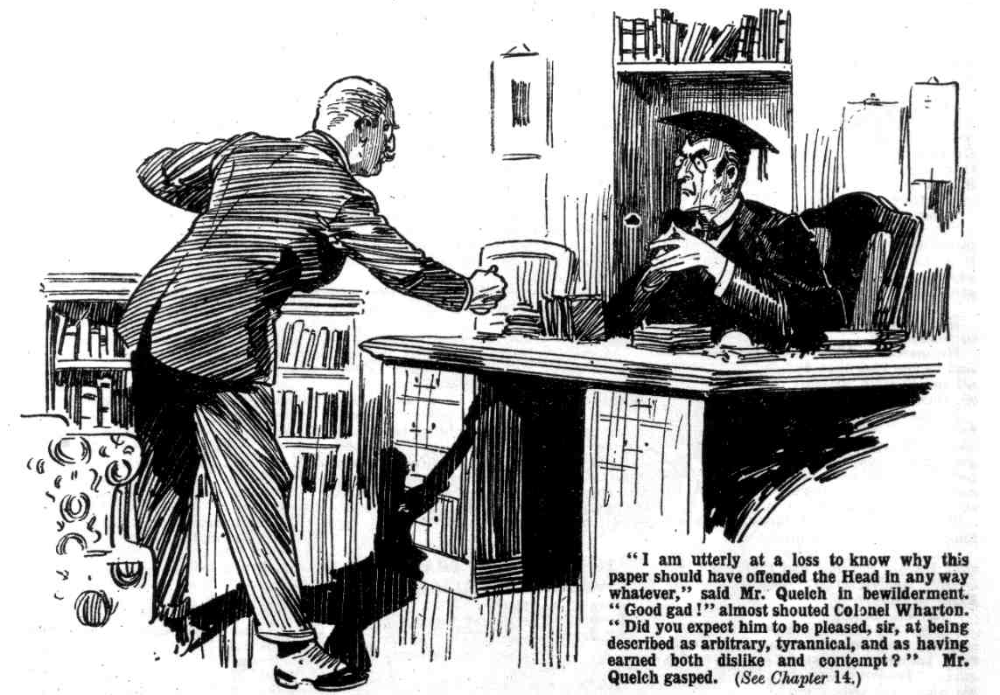 "I am utterly at a loss to know why this
paper should have offended the Head in any way
whatever," said Mr. Quelch in bewilderment.
"Good gad!" almost shouted Colonel Wharton.
"Did you expect him to be pleased, sir, at being
described as arbitrary, tyrannical, and as having
earned both dislike and contempt?" Mr.
Quelch gasped. (See Chapter 14.)